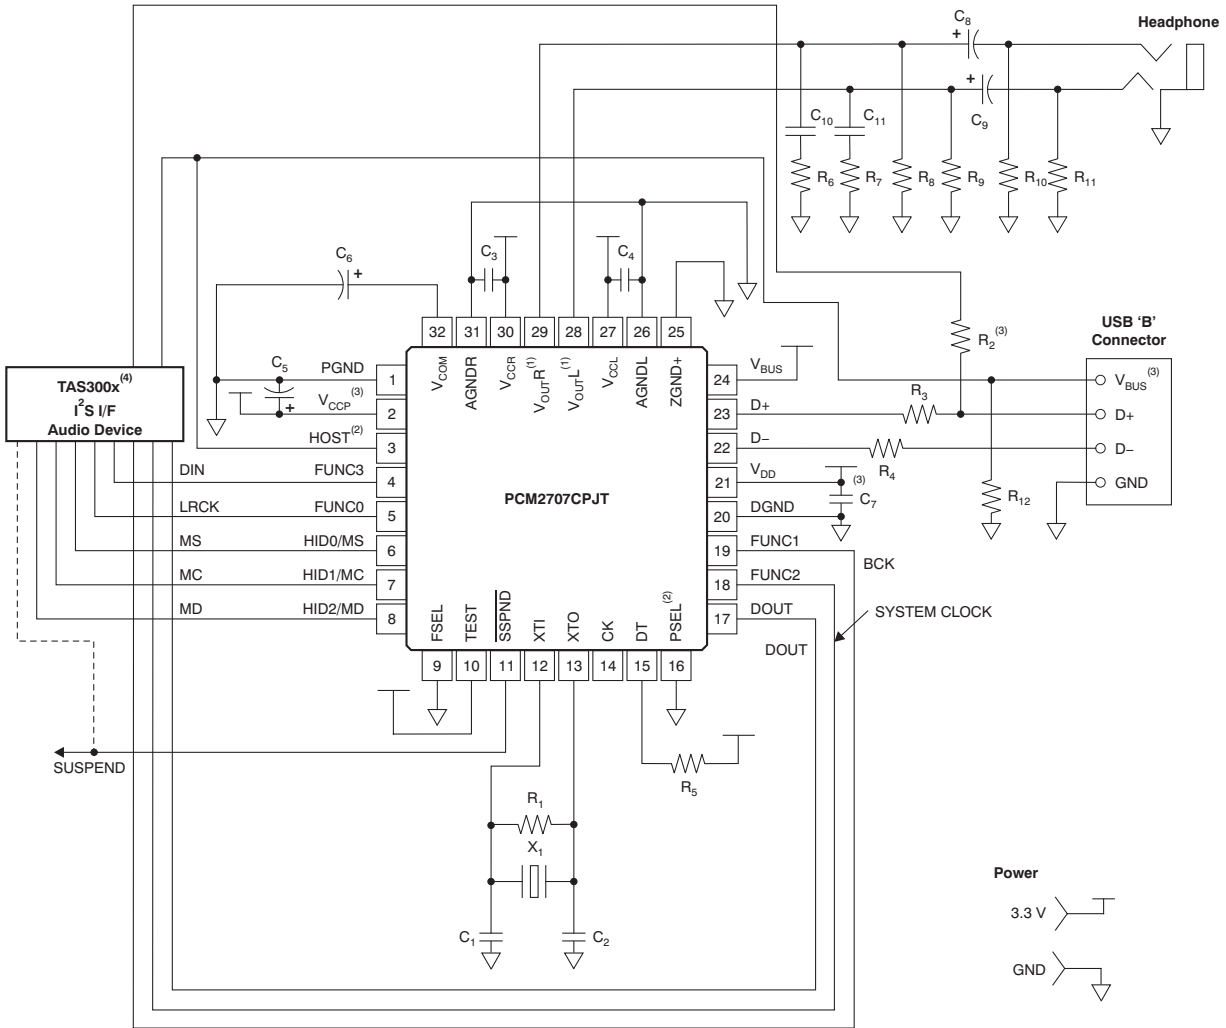 C8
Headphone
+
+
C9
C10
C11
R6
R7
R8
R9
R10
R11
C6
+
C3
C4
32
31
30
29
28
27
26
25
VCOM
AGNDR
VCCR
VOUTR(1)
VOUTL(1)
VCCL
AGNDL
ZGND+
R2(3)
USB ‘B’
Connector
VBUS(3)
D+
D–
GND
R3
R4
R12
TAS300x(4)
I2S I/F
Audio Device
C5
+
PGND
1
VCCP(3)
2
HOST(2)
3
DIN
FUNC3
4
LRCK
FUNC0
5
MS
HID0/MS
6
MC
HID1/MC
7
MD
HID2/MD
8
PCM2707CPJT
24
VBUS
23
D+
22
D–
21
VDD
(3)
C7
20
DGND
19
FUNC1
BCK
18
FUNC2
17
DOUT
DOUT
SYSTEM CLOCK
FSEL
TEST
SSPND
XTI
XTO
CK
DT
PSEL(2)
9
10
11
12
13
14
15
16
SUSPEND
R5
R1
X1
C1
C2
Power
3.3 V
GND